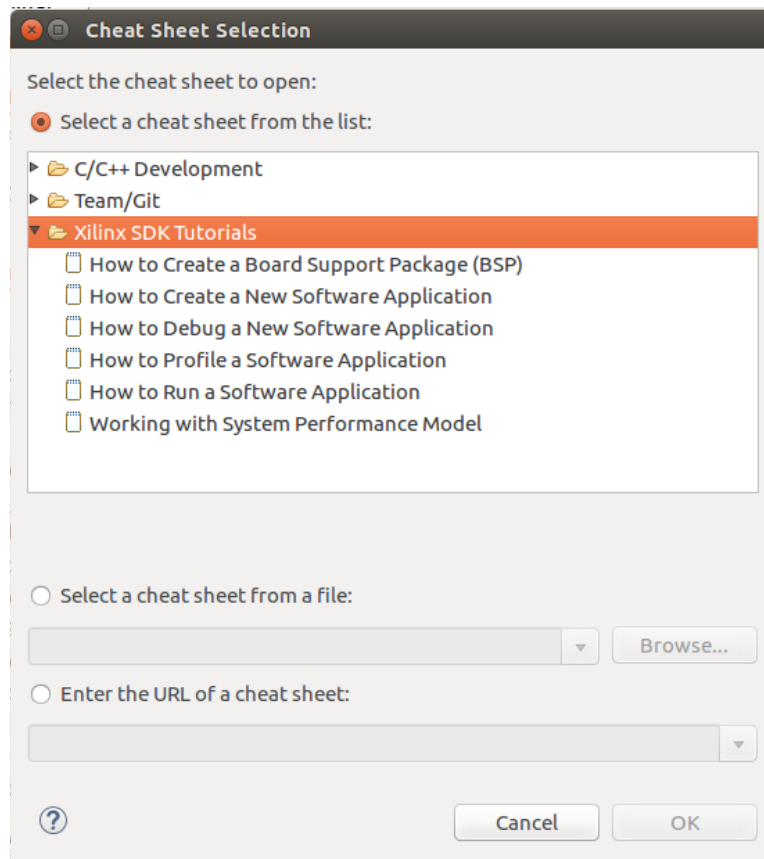 Cheat Sheet Selection
Select the cheat sheet to open:
Select a cheat sheet from the list:
C/C++ Development
Team/Git
Xilinx SDK Tutorials
How to Create a Board Support Package (BSP)
How to Create a New Software Application
How to Debug a New Software Application
How to Profile a Software Application
How to Run a Software Application
Working with System Performance Model
Select a cheat sheet from a file:
Browse...
Enter the URL of a cheat sheet:
? Cancel OK